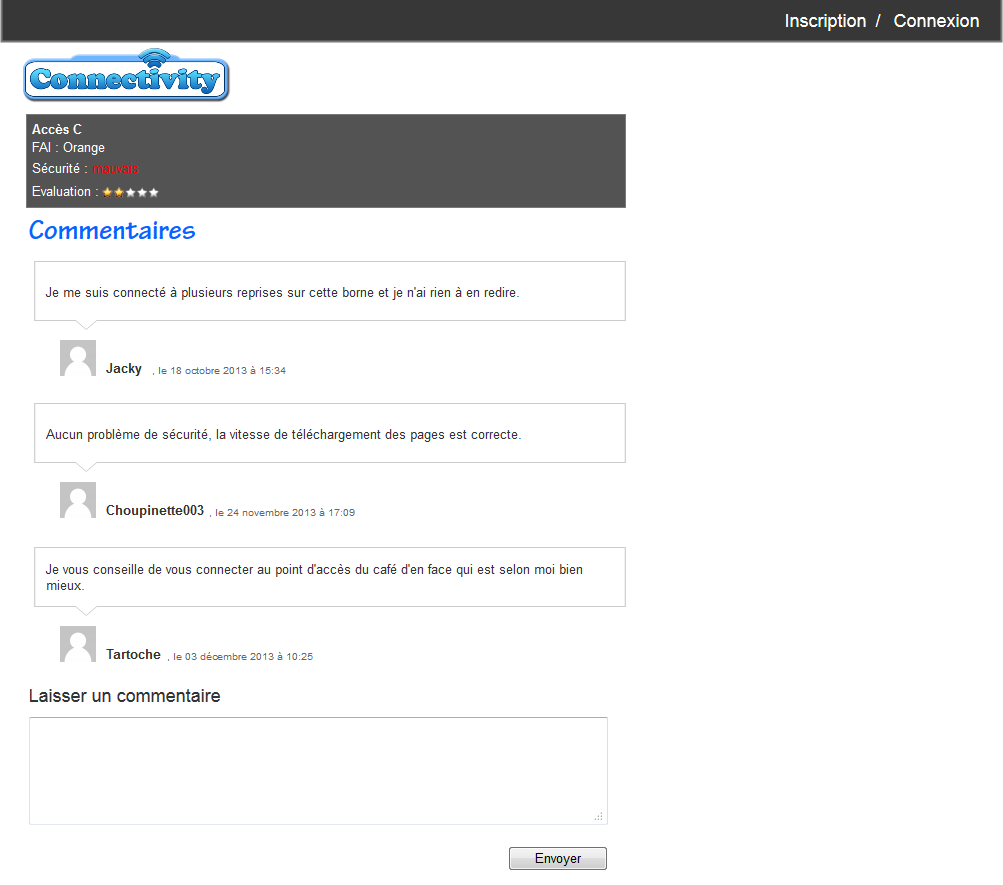 Inscription / Connexion
Connectivity
Accès C
FAI : Orange
Sécurité : mauvais
Evaluation :
Commentaires
Je me suis connecté à plusieurs reprises sur cette borne et je n'ai rien à en redire.
Jacky , le 18 octobre 2013 à 15:34
Aucun problème de sécurité, la vitesse de téléchargement des pages est correcte.
Choupinette003 , le 24 novembre 2013 à 17:09
Je vous conseille de vous connecter au point d'accès du café d'en face qui est selon moi bien
mieux.
Tartoche , le 03 décembre 2013 à 10:25
Laisser un commentaire
Envoyer